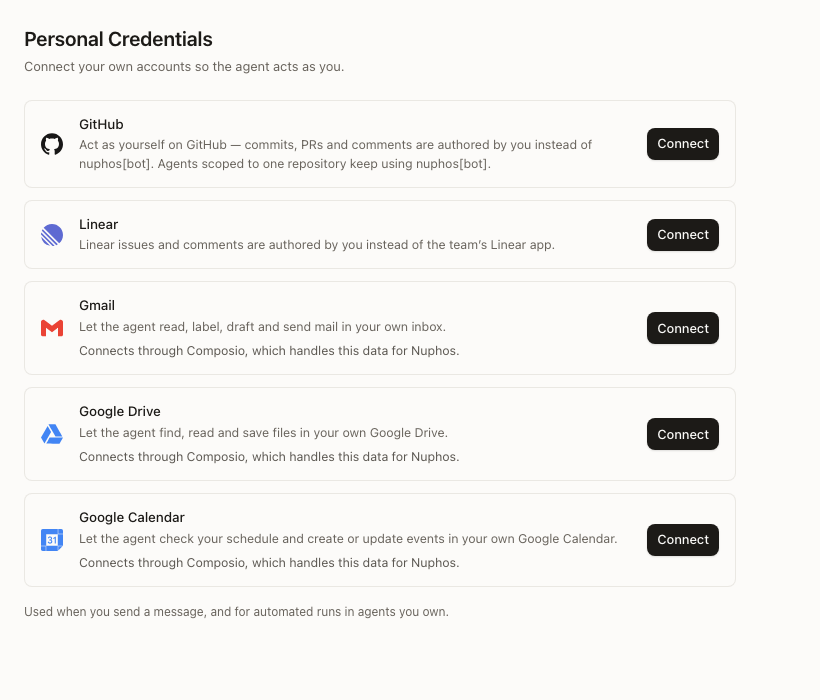 Personal Credentials
Connect your own accounts so the agent acts as you.
GitHub
Act as yourself on GitHub — commits, PRs and comments are authored by you instead of
nuphos[bot]. Agents scoped to one repository keep using nuphos[bot].
Connect
Linear
Linear issues and comments are authored by you instead of the team's Linear app.
Connect
Gmail
Let the agent read, label, draft and send mail in your own inbox.
Connects through Composio, which handles this data for Nuphos.
Connect
Google Drive
Let the agent find, read and save files in your own Google Drive.
Connects through Composio, which handles this data for Nuphos.
Connect
31
Google Calendar
Let the agent check your schedule and create or update events in your own Google Calendar.
Connects through Composio, which handles this data for Nuphos.
Connect
Used when you send a message, and for automated runs in agents you own.